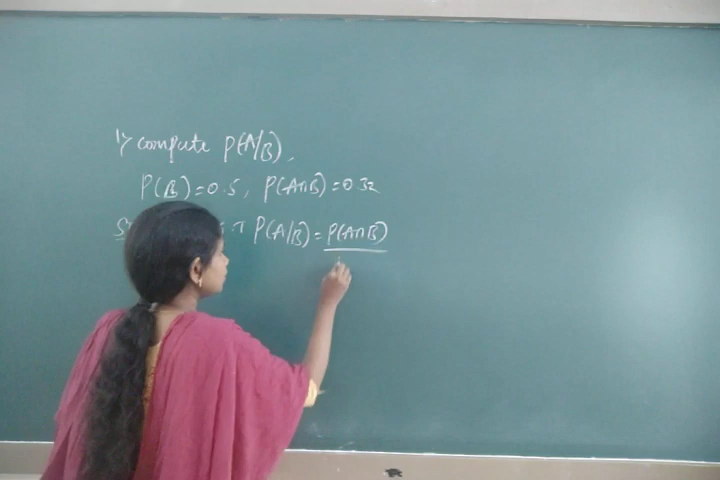 1) compute P(A/B),
P(B) = 0.5, P(A∩B) = 0.32
P(A/B) = P(A∩B)